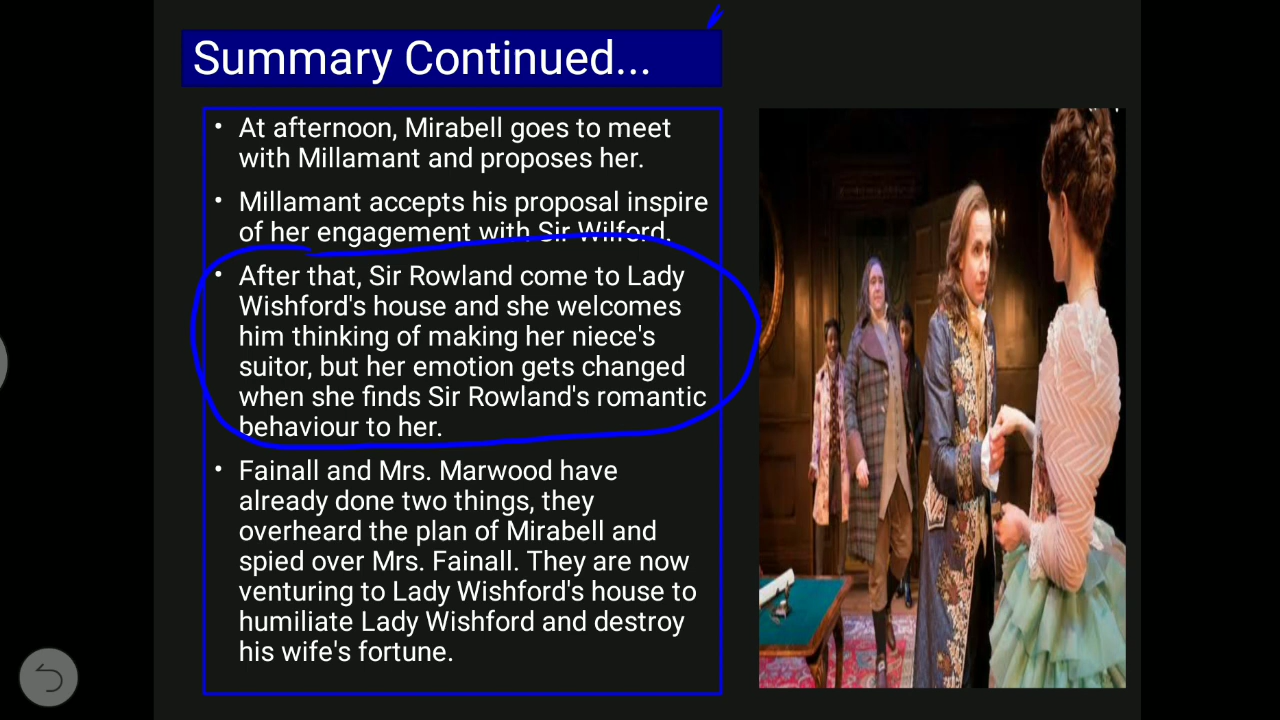 Summary Continued...
• At afternoon, Mirabell goes to meet
with Millamant and proposes her.
• Millamant accepts his proposal inspire
of her engagement with Sir Wilford.
• After that, Sir Rowland come to Lady
Wishford's house and she welcomes
him thinking of making her niece's
suitor, but her emotion gets changed
when she finds Sir Rowland's romantic
behaviour to her.
• Fainall and Mrs. Marwood have
already done two things, they
overheard the plan of Mirabell and
spied over Mrs. Fainall. They are now
venturing to Lady Wishford's house to
humiliate Lady Wishford and destroy
his wife's fortune.